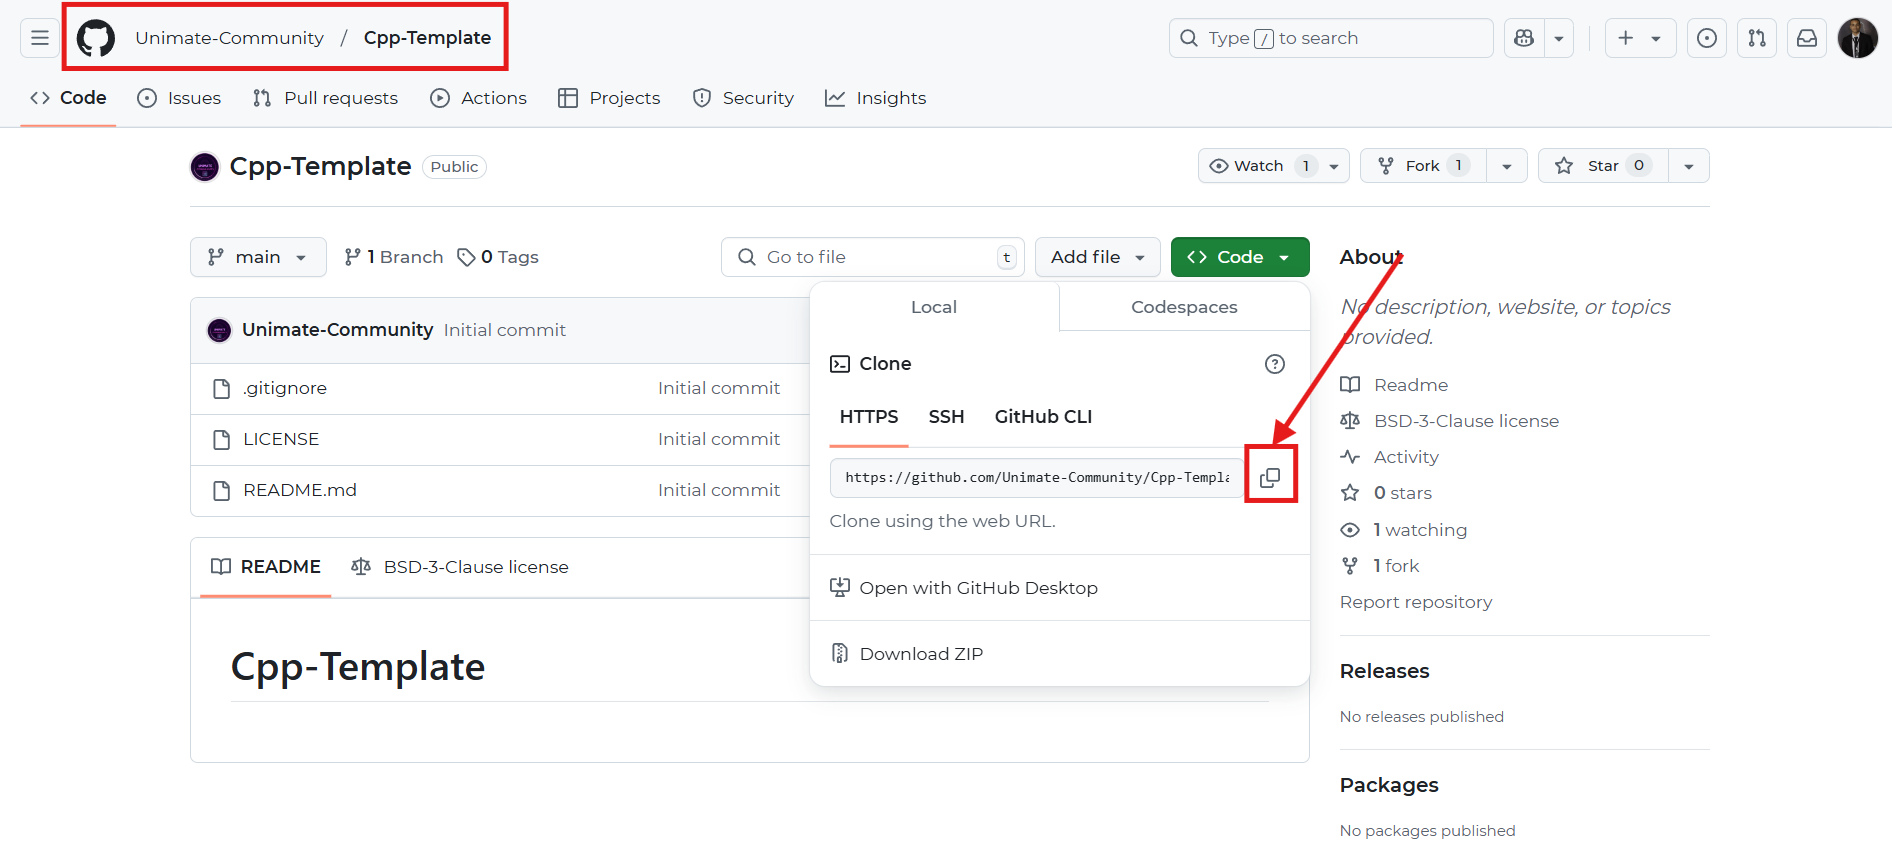 Unimate-Community / Cpp-Template
Type / to search
Code
Issues
Pull requests
Actions
Projects
Security
Insights
Cpp-Template
Public
Watch 1
Fork 1
Star 0
main
1 Branch
0 Tags
Go to file
t
Add file
Code
Unimate-Community Initial commit
.gitignore Initial commit
LICENSE Initial commit
README.md Initial commit
README
BSD-3-Clause license
Cpp-Template
Local
Codespaces
Clone
HTTPS
SSH
GitHub CLI
https://github.com/Unimate-Community/Cpp-Templa
Clone using the web URL.
Open with GitHub Desktop
Download ZIP
About
No description, website, or topics
provided.
Readme
BSD-3-Clause license
Activity
0 stars
1 watching
1 fork
Report repository
Releases
No releases published
Packages
No packages published